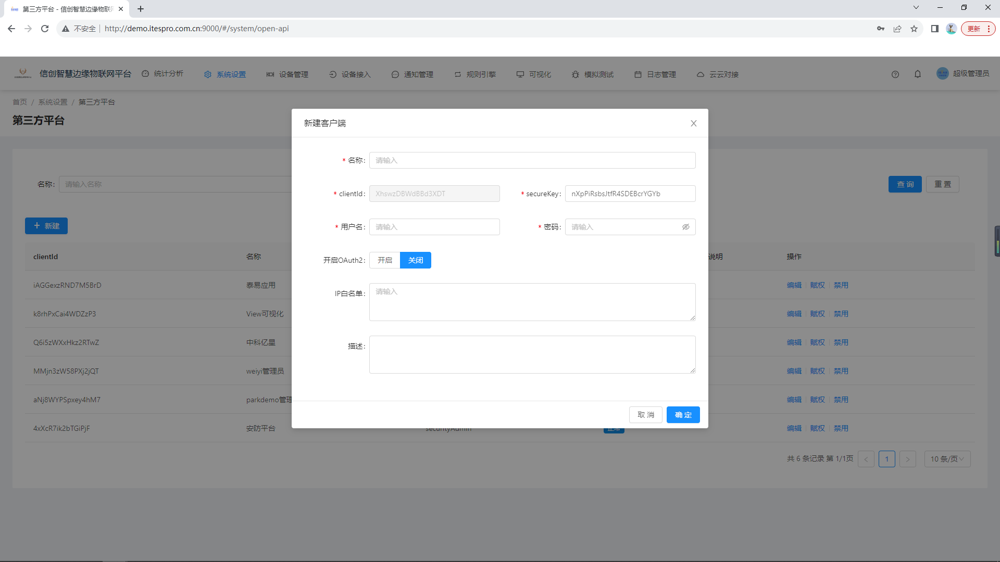 第三方平台 - 信创智慧边缘物联网
不安全
http://demo.itespro.com.cn:9000/#/system/open-api
更新
信创智慧边缘物联网平台
统计分析
系统设置
设备管理
设备接入
通知管理
规则引擎
可视化
模拟测试
日志管理
云云对接
超级管理员
首页 / 系统设置 / 第三方平台
第三方平台
名称:
请输入名称
查 询
重 置
新建
clientId
名称
说明
操作
iAGGexzRND7M5BrD
泰易应用
编辑
赋权
禁用
k8rhPxCai4WDZzP3
View可视化
编辑
赋权
禁用
Q6i5zWXxHkz2RTwZ
中科亿星
编辑
赋权
禁用
MMjn3zW58PXj2jQT
weiyi管理员
编辑
赋权
禁用
aNj8WYPSpxey4hM7
parkdemo管理
编辑
赋权
禁用
4xXcR7ik2bTGiPjF
安防平台
securityAdmin
正常
编辑
赋权
禁用
共 6 条记录 第 1/1页
1
10 条/页
新建客户端
* 名称:
请输入
* clientId:
XhswzDBWdBBd3XDT
* secureKey:
nXpPiRsbsJtfR4SDEBcrYGYb
* 用户名:
请输入
* 密码:
请输入
开启OAuth2:
开启
关闭
IP白名单:
请输入
描述:
取 消
确 定